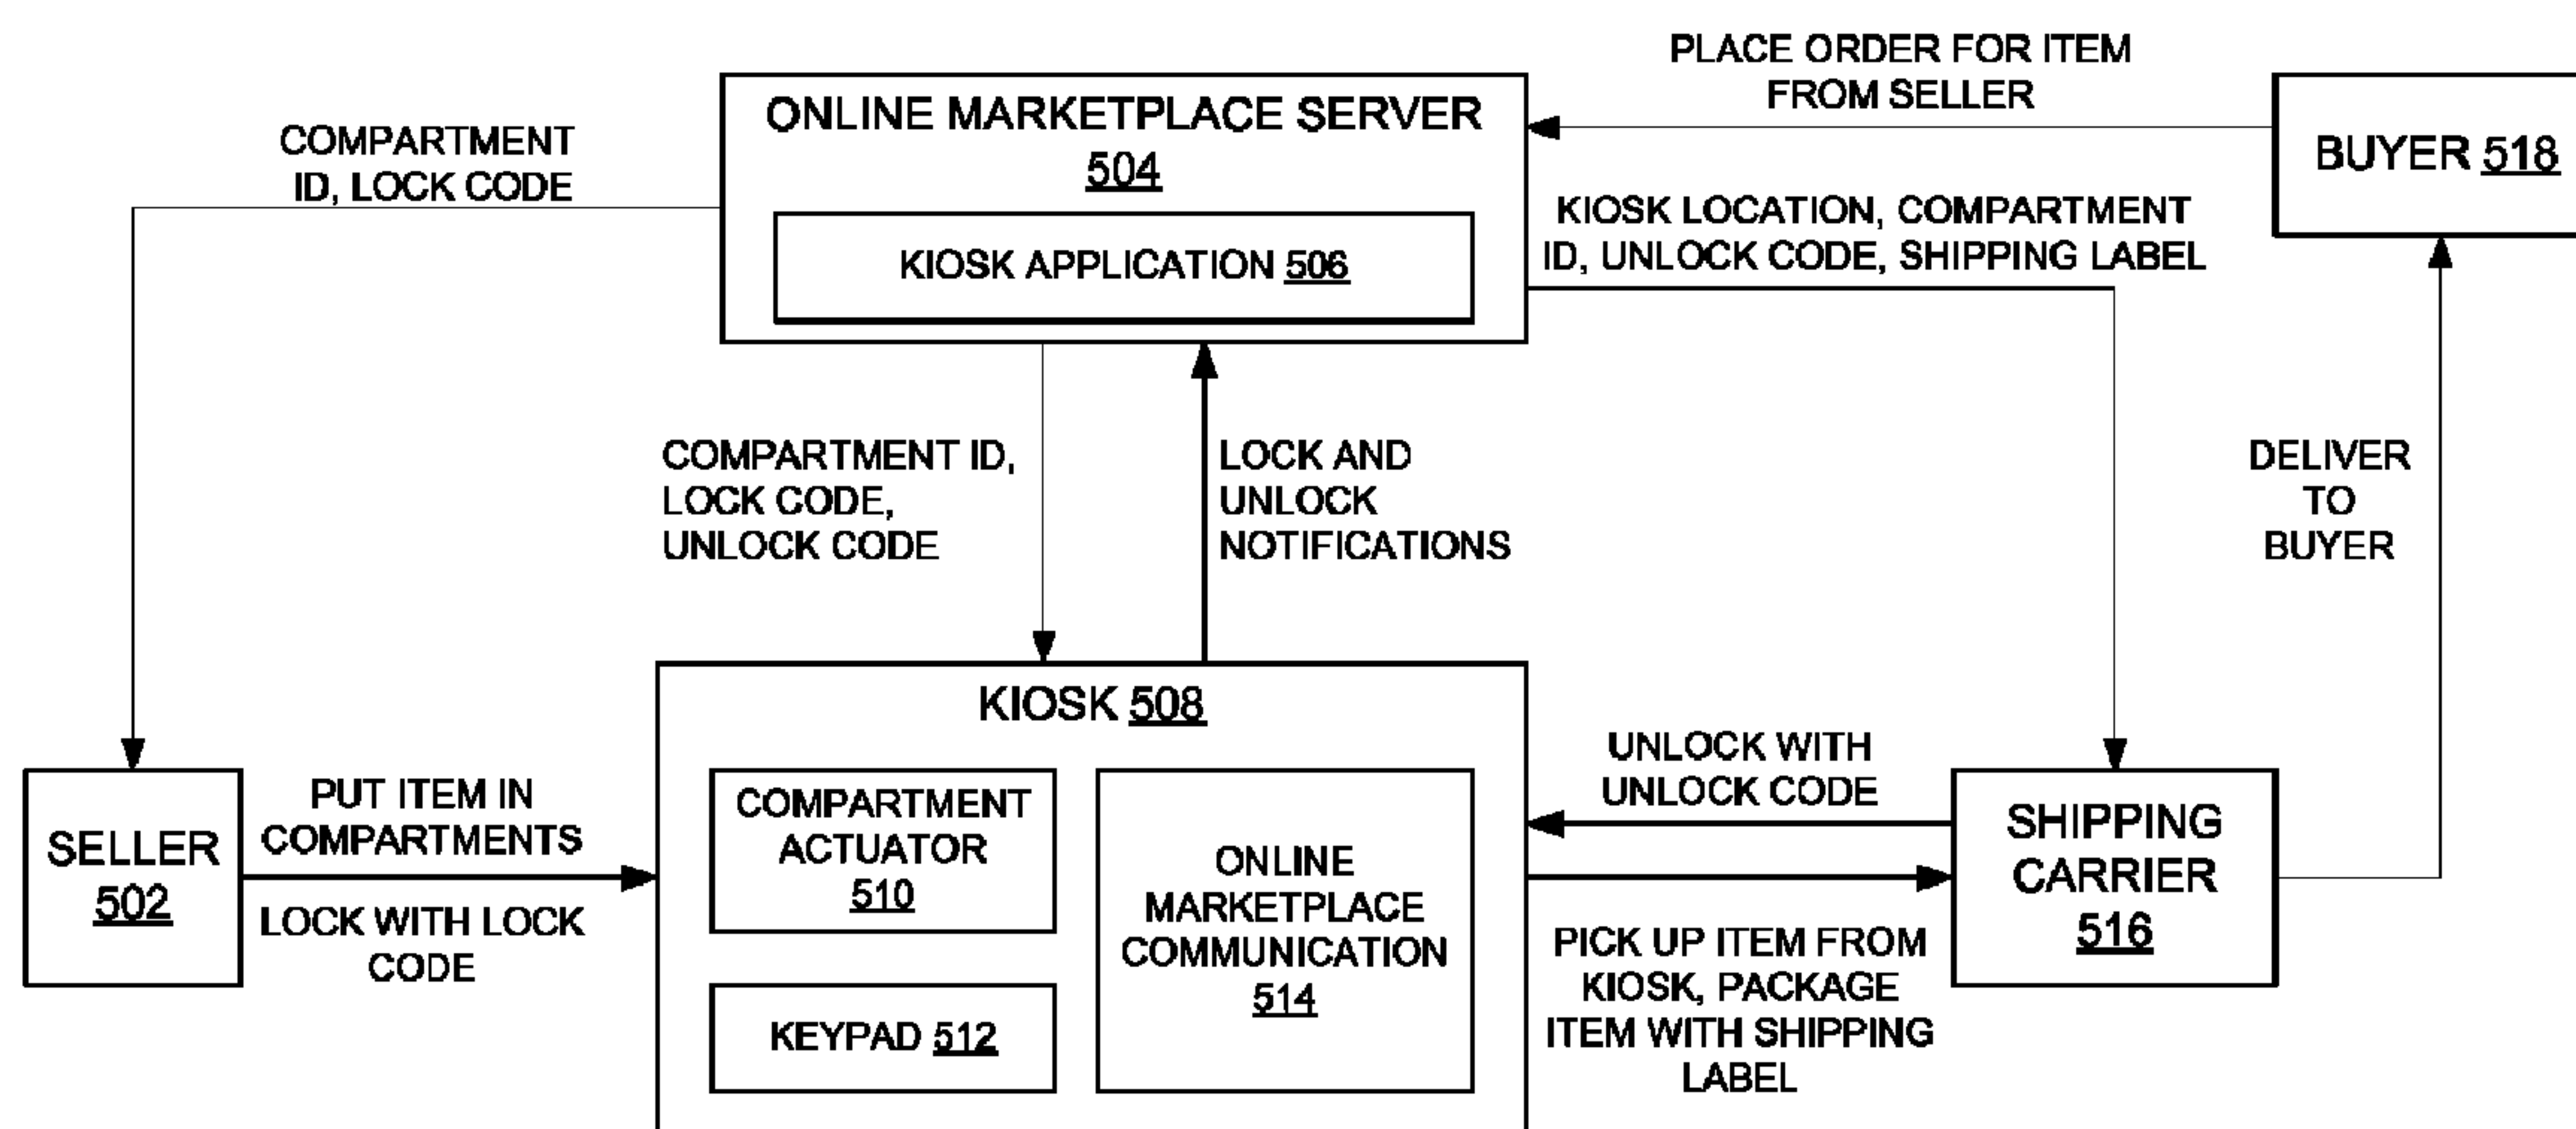 PLACE ORDER FOR ITEM
FROM SELLER
ONLINE MARKETPLACE SERVER
504
KIOSK APPLICATION 506
BUYER 518
COMPARTMENT
ID, LOCK CODE
KIOSK LOCATION, COMPARTMENT
ID, UNLOCK CODE, SHIPPING LABEL
COMPARTMENT ID,
LOCK CODE,
UNLOCK CODE
LOCK AND
UNLOCK
NOTIFICATIONS
DELIVER
TO
BUYER
SELLER
502
PUT ITEM IN
COMPARTMENTS
LOCK WITH LOCK
CODE
KIOSK 508
COMPARTMENT
ACTUATOR
510
KEYPAD 512
ONLINE
MARKETPLACE
COMMUNICATION
514
UNLOCK WITH
UNLOCK CODE
PICK UP ITEM FROM
KIOSK, PACKAGE
ITEM WITH SHIPPING
LABEL
SHIPPING
CARRIER
516